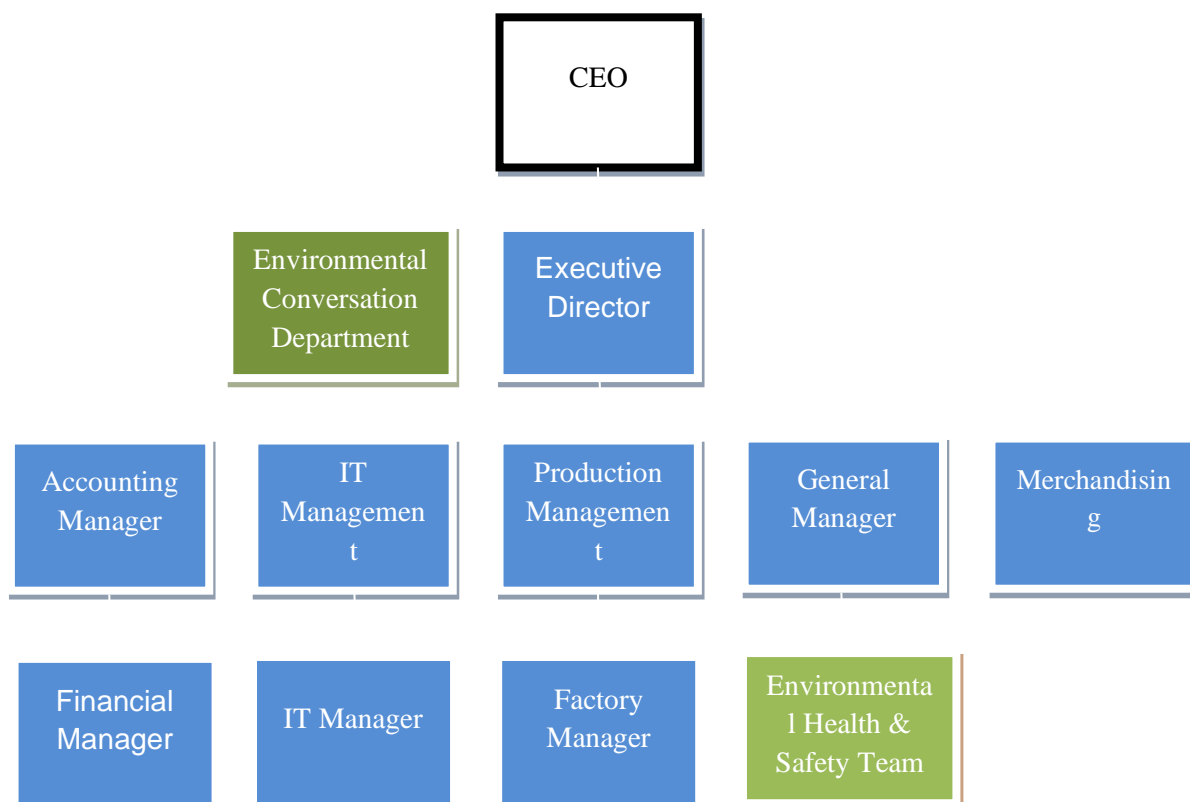 CEO
Environmental
Conversation
Department
Executive
Director
Accounting
Manager
IT
Managemen
t
Production
Managemen
t
General
Manager
Merchandisin
g
Financial
Manager
IT Manager
Factory
Manager
Environmenta
l Health &
Safety Team